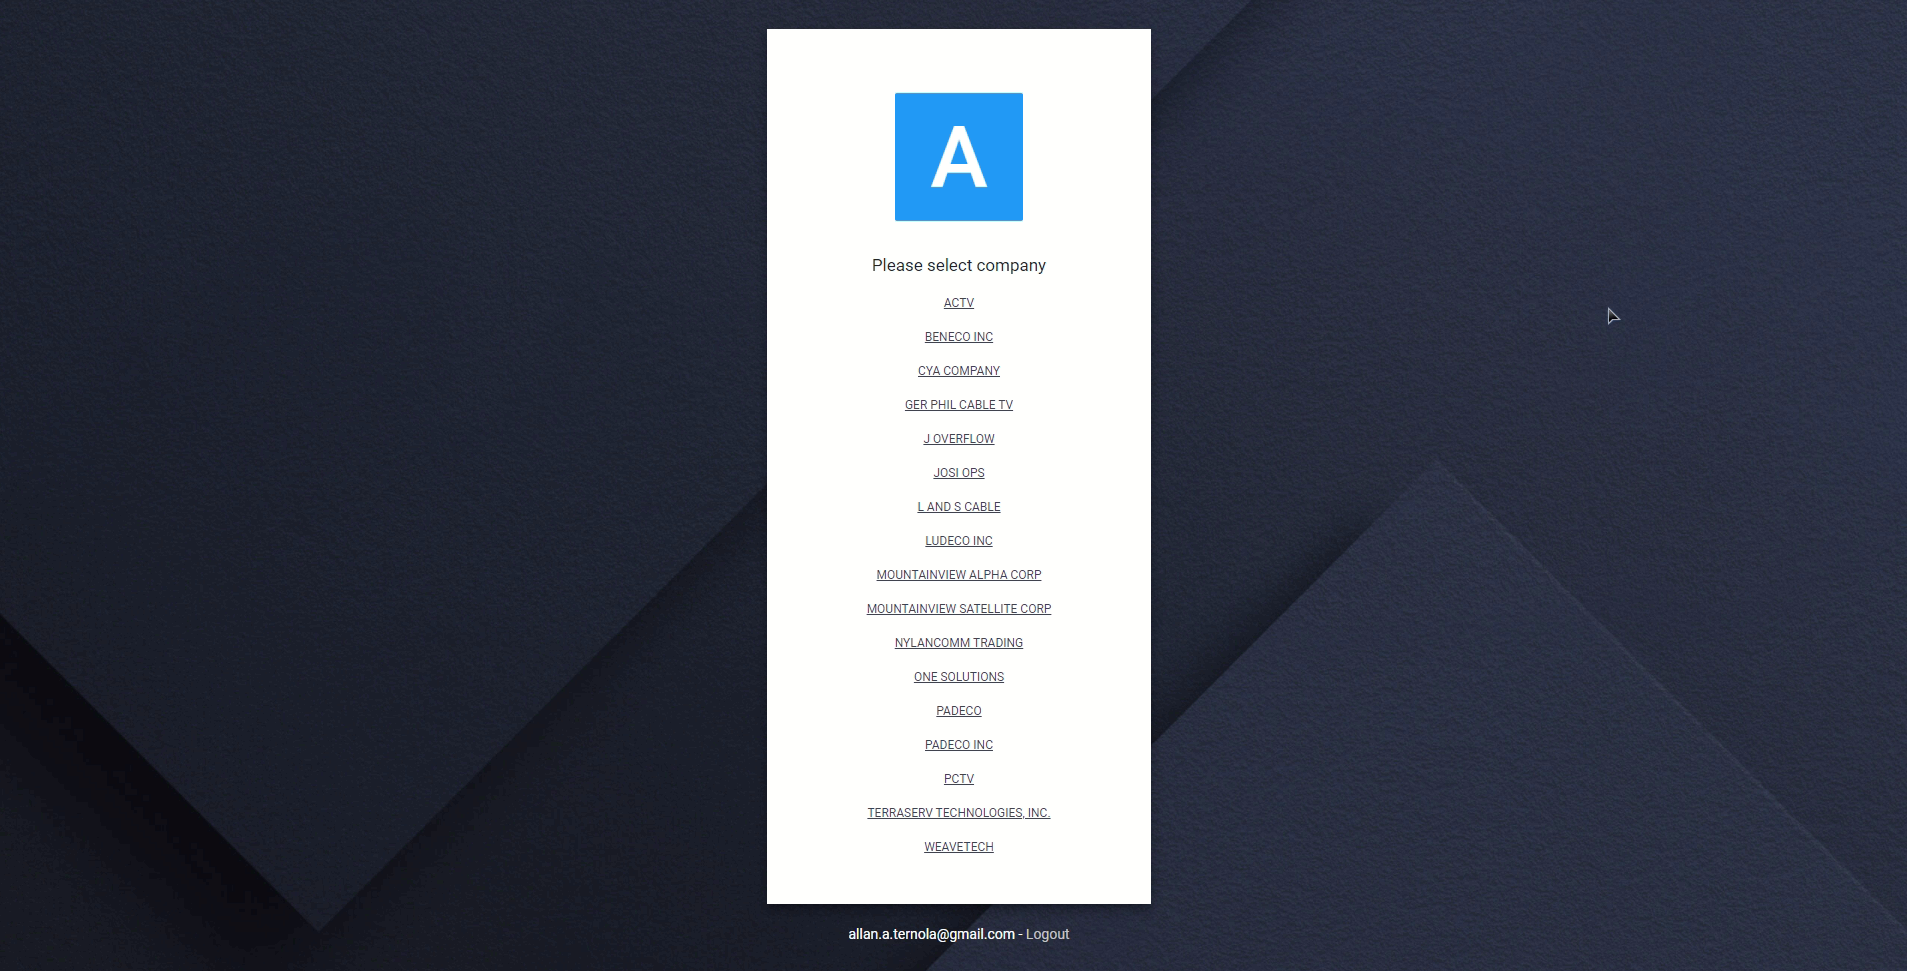 A
Please select company
ACTV
BENECO INC
CYA COMPANY
GER PHIL CABLE TV
J OVERFLOW
JOSI OPS
L AND S CABLE
LUDECO INC
MOUNTAINVIEW ALPHA CORP
MOUNTAINVIEW SATELLITE CORP
NYLANCOMM TRADING
ONE SOLUTIONS
PADECO
PADECO INC
PCTV
TERRASERV TECHNOLOGIES, INC.
WEAVETECH
allan.a.ternola@gmail.com - Logout